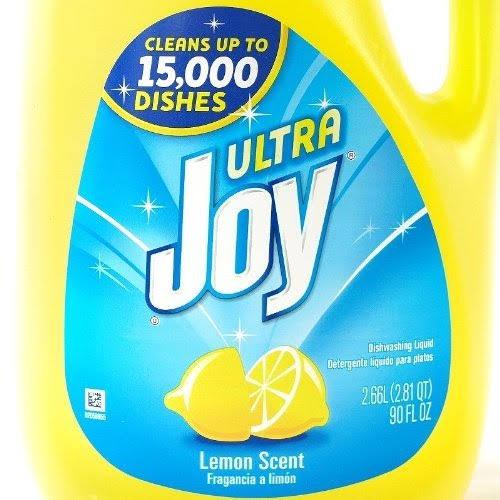 CLEANS UP TO
15,000
DISHES
ULTRA
Joy®
®
Dishwashing Liquid
Detergente líquido para platos
2.66L (2.81 QT)
90 FL OZ
Lemon Scent
Fragancia a limón